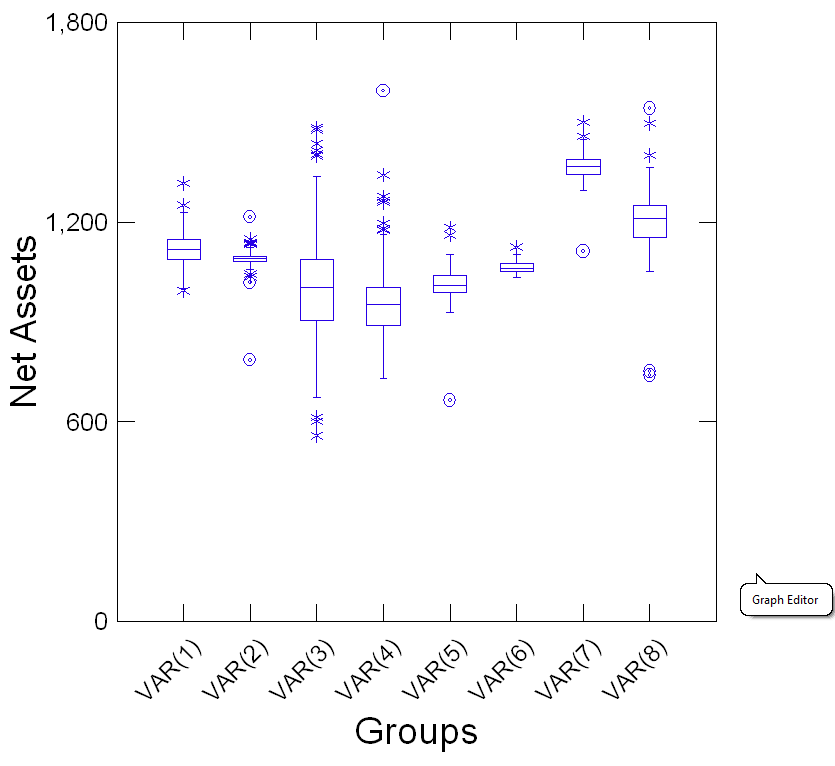 1,800
1,200
600
0
Net Assets
VAR(1)
VAR(2)
VAR(3)
VAR(4)
VAR(5)
VAR(6)
VAR(7)
VAR(8)
Groups
Graph Editor